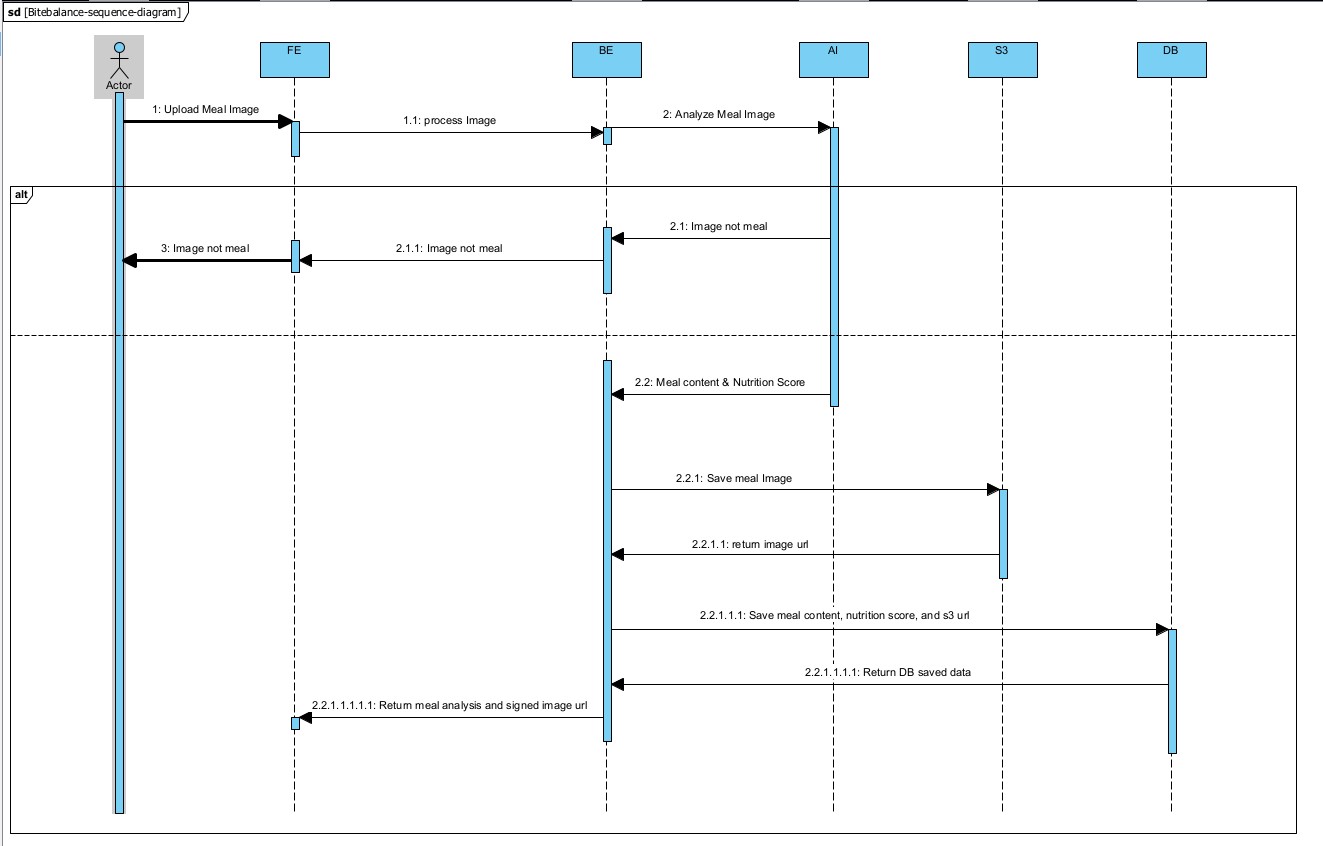 sd [Bitebalance-sequence-diagram]
Actor
FE
BE
AI
S3
DB
1: Upload Meal Image
1.1: process Image
2: Analyze Meal Image
alt
2.1: Image not meal
2.1.1: Image not meal
3: Image not meal
2.2: Meal content & Nutrition Score
2.2.1: Save meal Image
2.2.1.1: return image url
2.2.1.1.1: Save meal content, nutrition score, and s3 url
2.2.1.1.1.1: Return DB saved data
2.2.1.1.1.1.1: Return meal analysis and signed image url